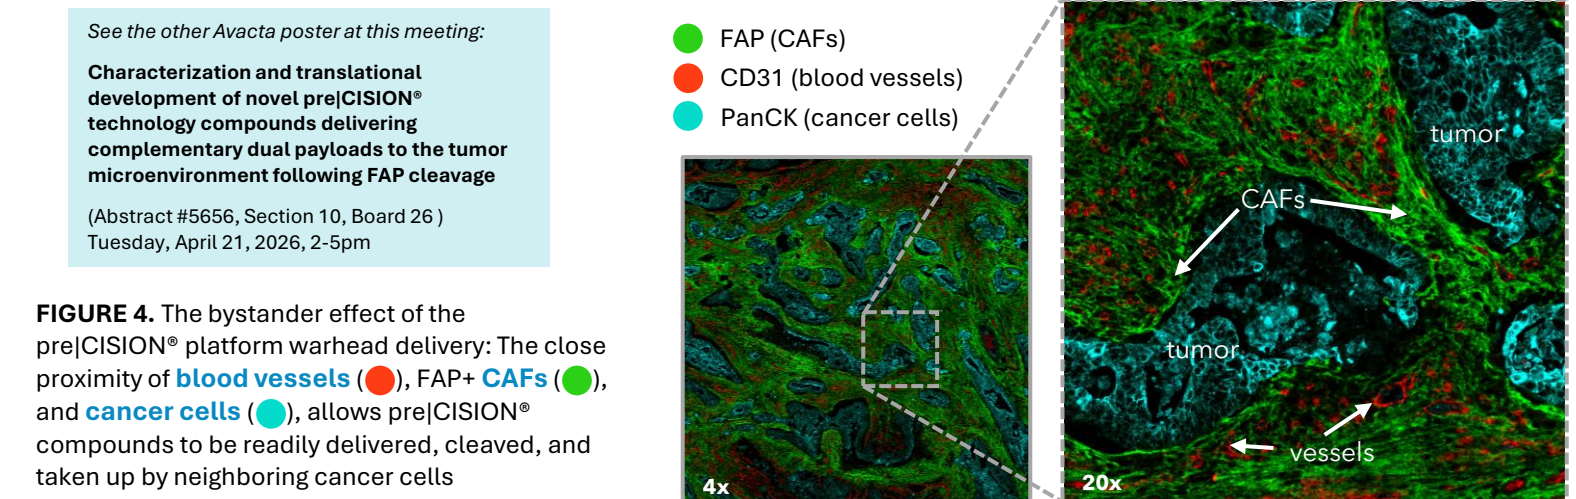 See the other Avacta poster at this meeting:
Characterization and translational
development of novel pre|CISION®
technology compounds delivering
complementary dual payloads to the tumor
microenvironment following FAP cleavage
(Abstract #5656, Section 10, Board 26 )
Tuesday, April 21, 2026, 2-5pm
FIGURE 4. The bystander effect of the
pre|CISION® platform warhead delivery: The close
proximity of blood vessels (), FAP+ CAFs (),
and cancer cells (), allows pre|CISION®
compounds to be readily delivered, cleaved, and
taken up by neighboring cancer cells
FAP (CAFs)
CD31 (blood vessels)
PanCK (cancer cells)
4x
tumor
CAFs
tumor
vessels
20x